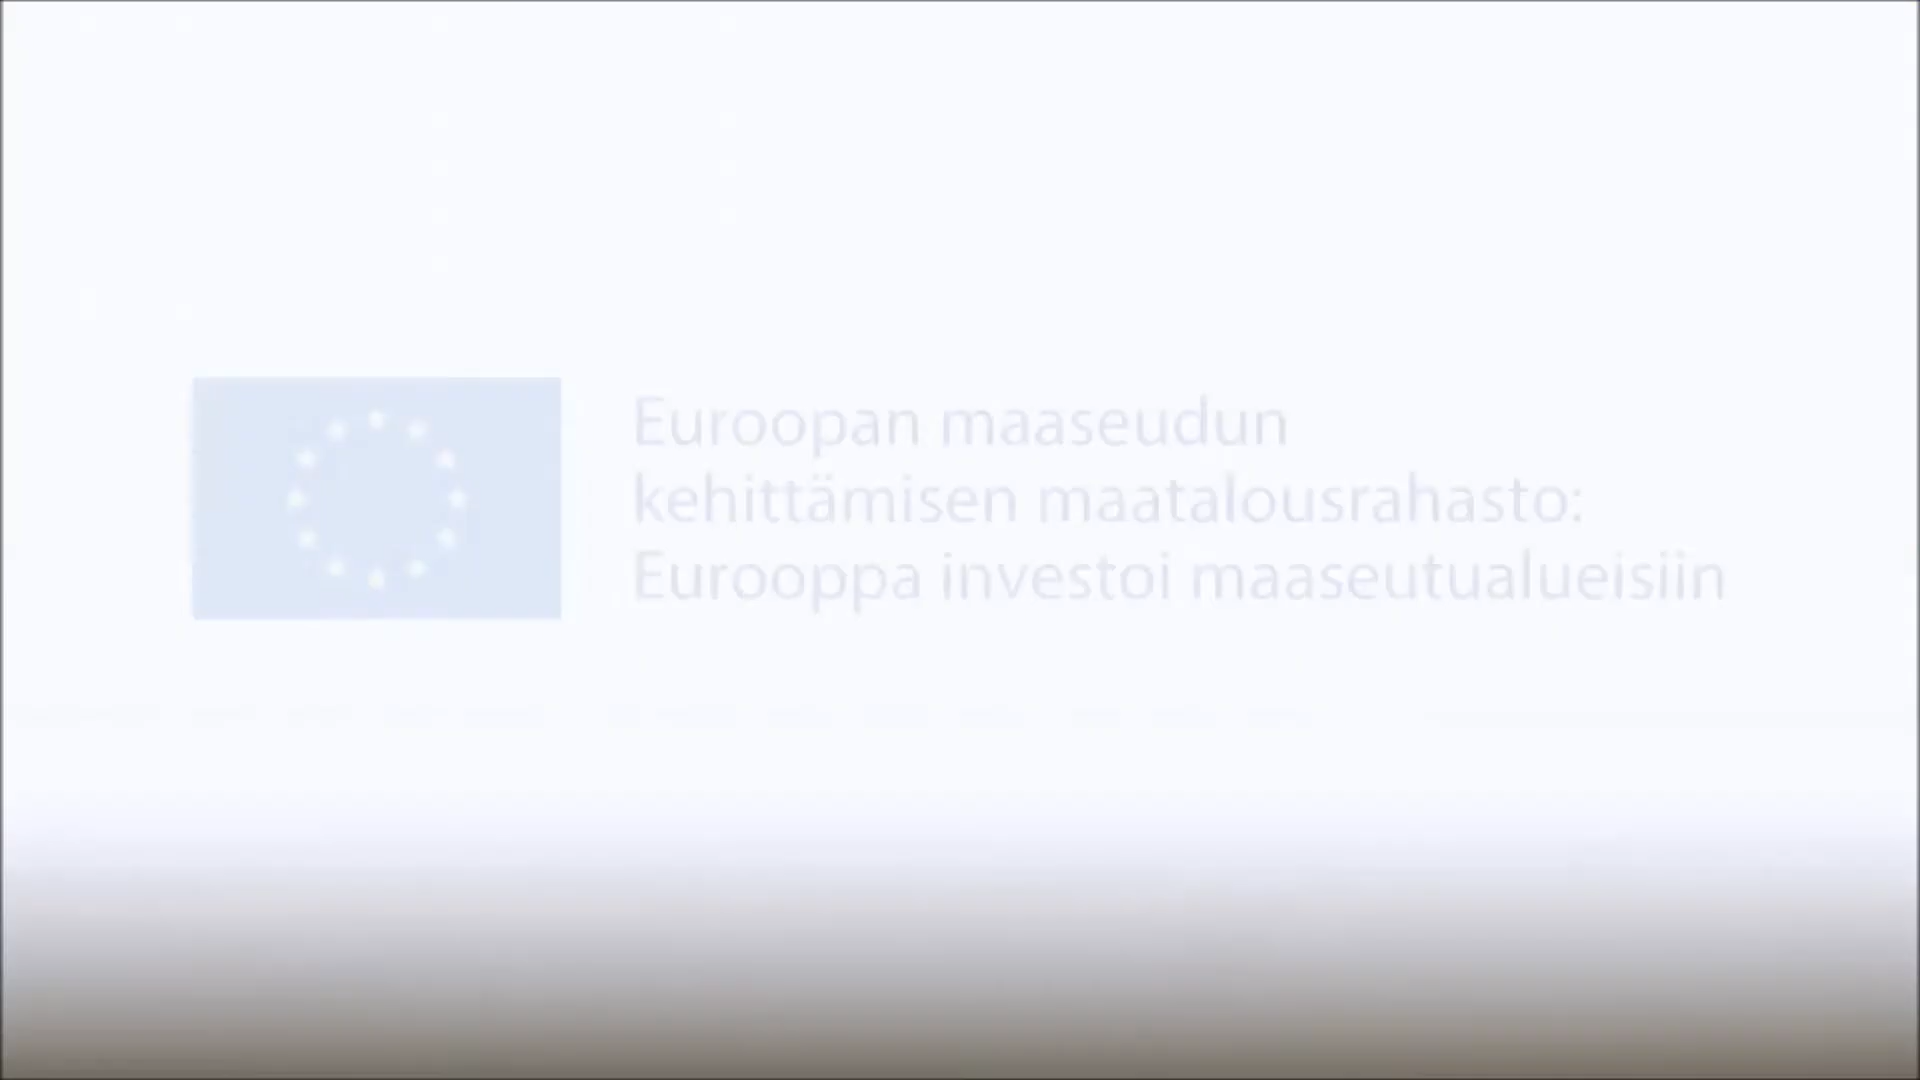 Euroopan maaseudun
kehittämisen maatalousrahasto:
Eurooppa investoi maaseutualueisiin